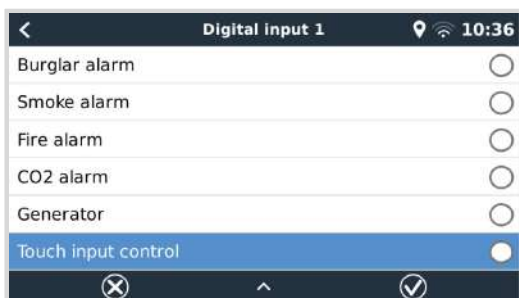 Digital input 1
10:36
Burglar alarm
Smoke alarm
Fire alarm
CO2 alarm
Generator
Touch input control